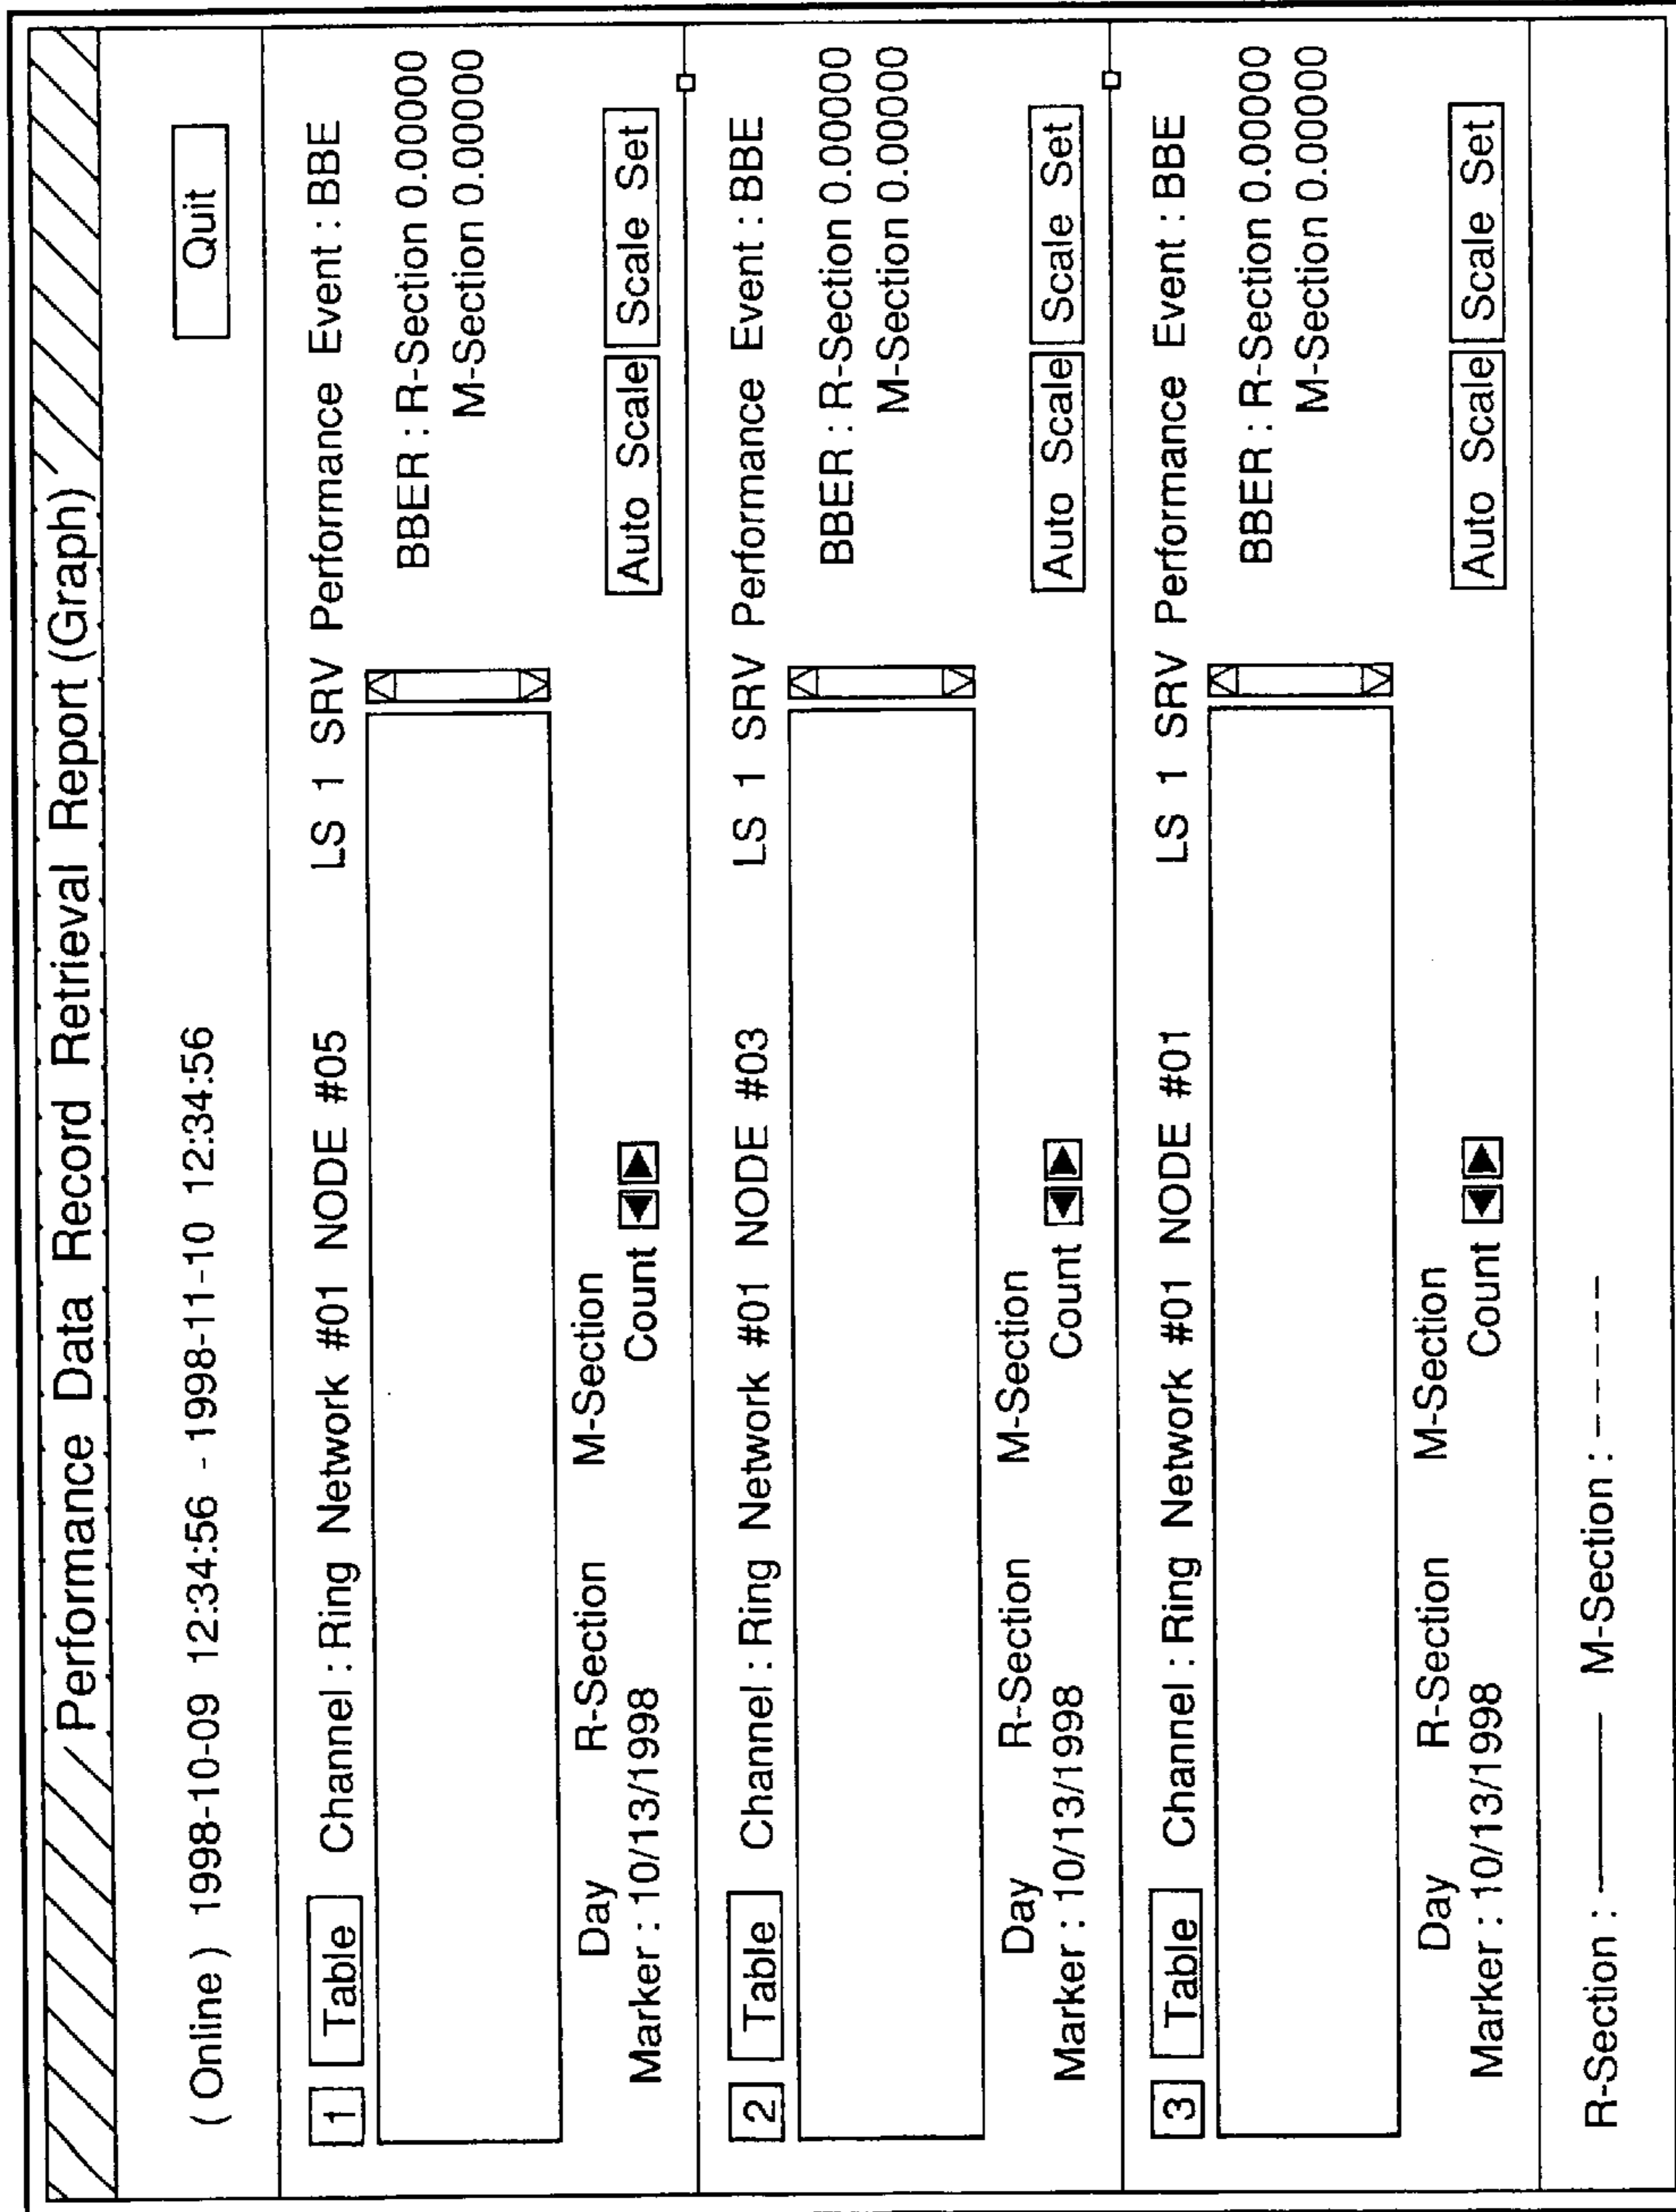 Performance Data Record Retrieval Report (Graph)
( Online ) 1998-10-09 12:34:56 - 1998-11-10 12:34:56 Quit
1 Table Channel : Ring Network #01 NODE #05 LS 1 SRV Performance Event : BBE
BBER : R-Section 0.00000
M-Section 0.00000
Day R-Section M-Section
Marker : 10/13/1998 Count Auto Scale Scale Set
2 Table Channel : Ring Network #01 NODE #03 LS 1 SRV Performance Event : BBE
BBER : R-Section 0.00000
M-Section 0.00000
Day R-Section M-Section
Marker : 10/13/1998 Count Auto Scale Scale Set
3 Table Channel : Ring Network #01 NODE #01 LS 1 SRV Performance Event : BBE
BBER : R-Section 0.00000
M-Section 0.00000
Day R-Section M-Section
Marker : 10/13/1998 Count Auto Scale Scale Set
R-Section : ——— M-Section : - - - - -